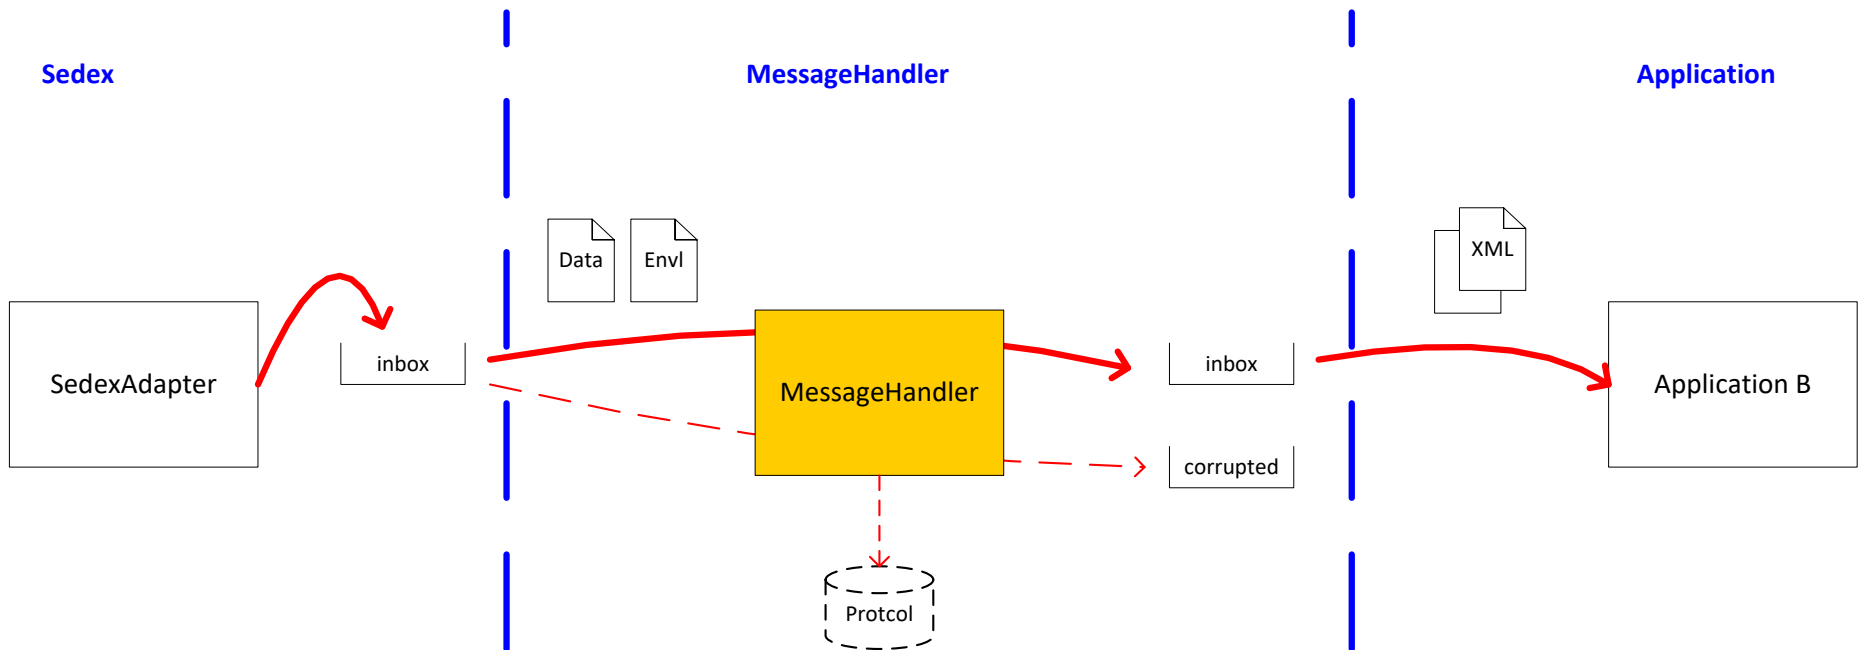 Sedex
MessageHandler
Application
Data
Envl
XML
SedexAdapter
inbox
MessageHandler
inbox
Application B
corrupted
Protcol